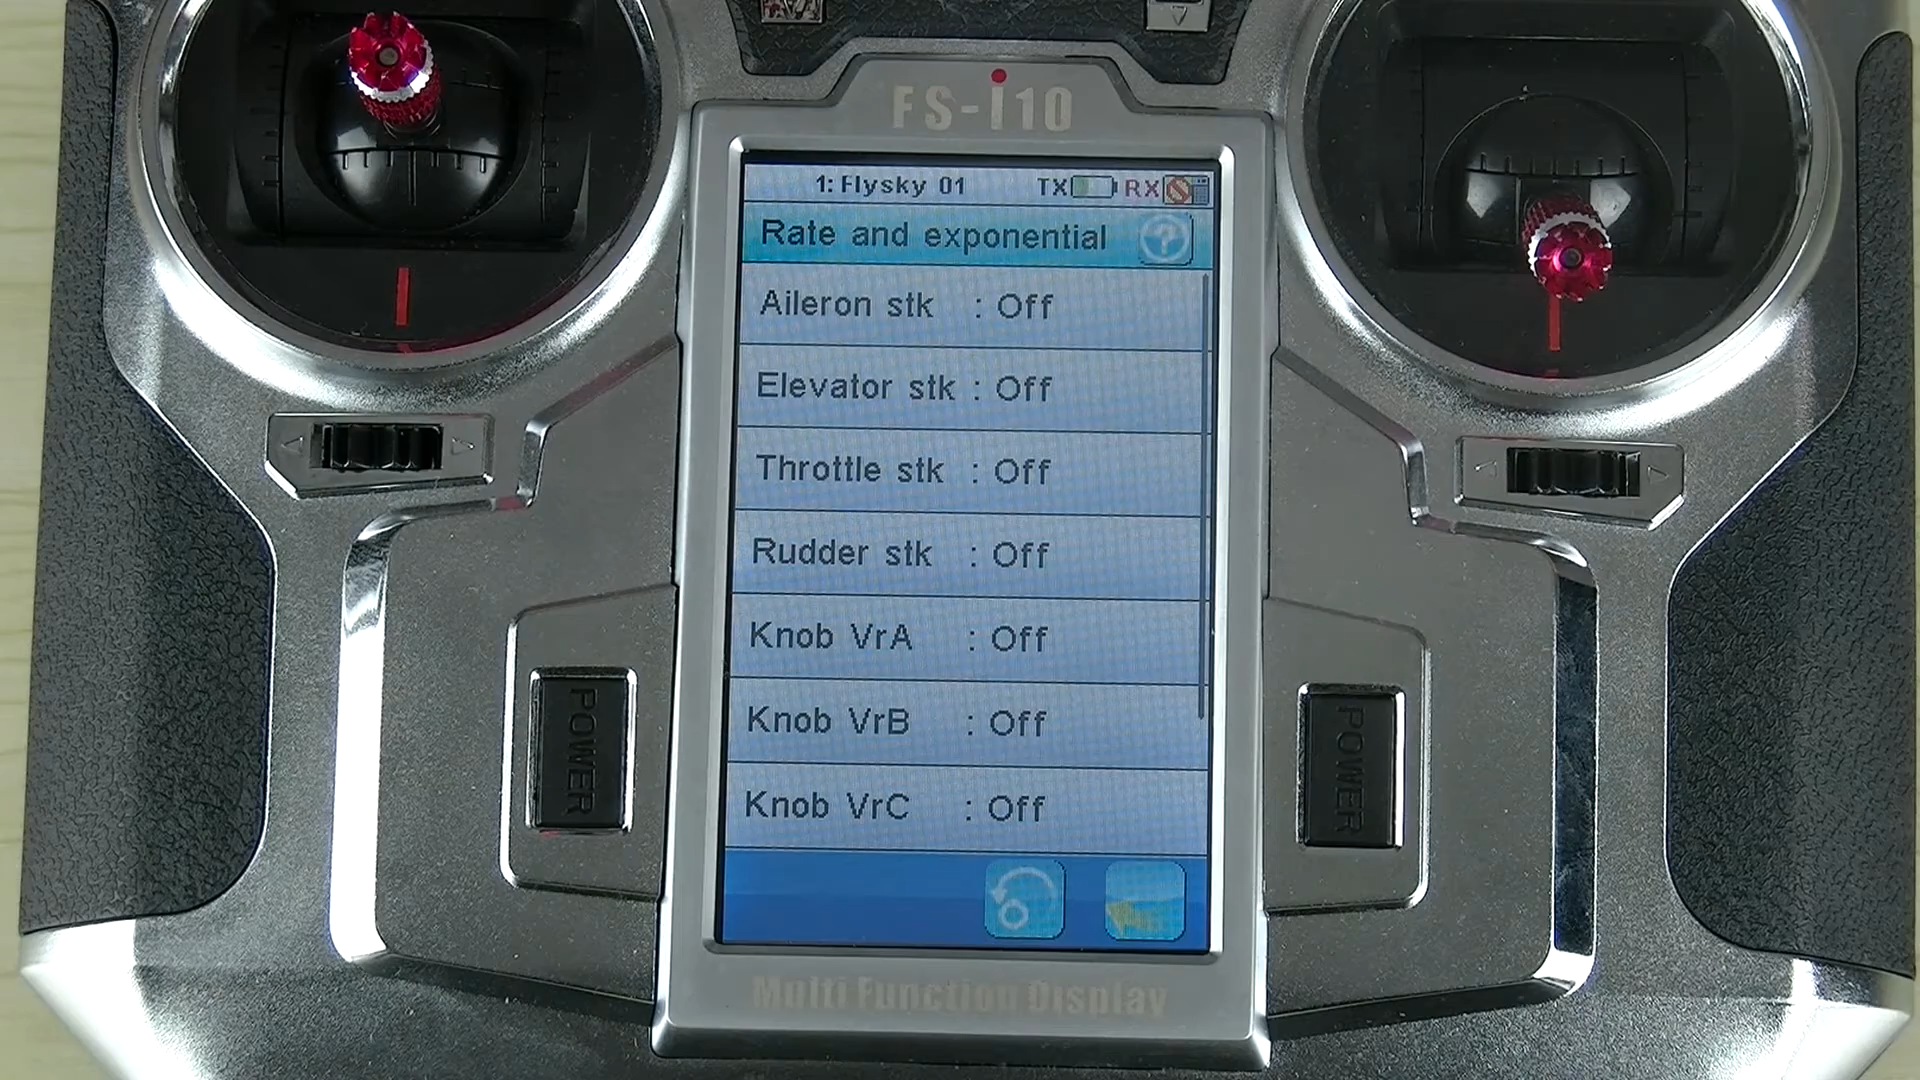 FS-i10
1: Flysky 01 TX RX
Rate and exponential ?
Aileron stk : Off
Elevator stk : Off
Throttle stk : Off
Rudder stk : Off
Knob VrA : Off
Knob VrB : Off
Knob VrC : Off
POWER
POWER
Multi Function Display